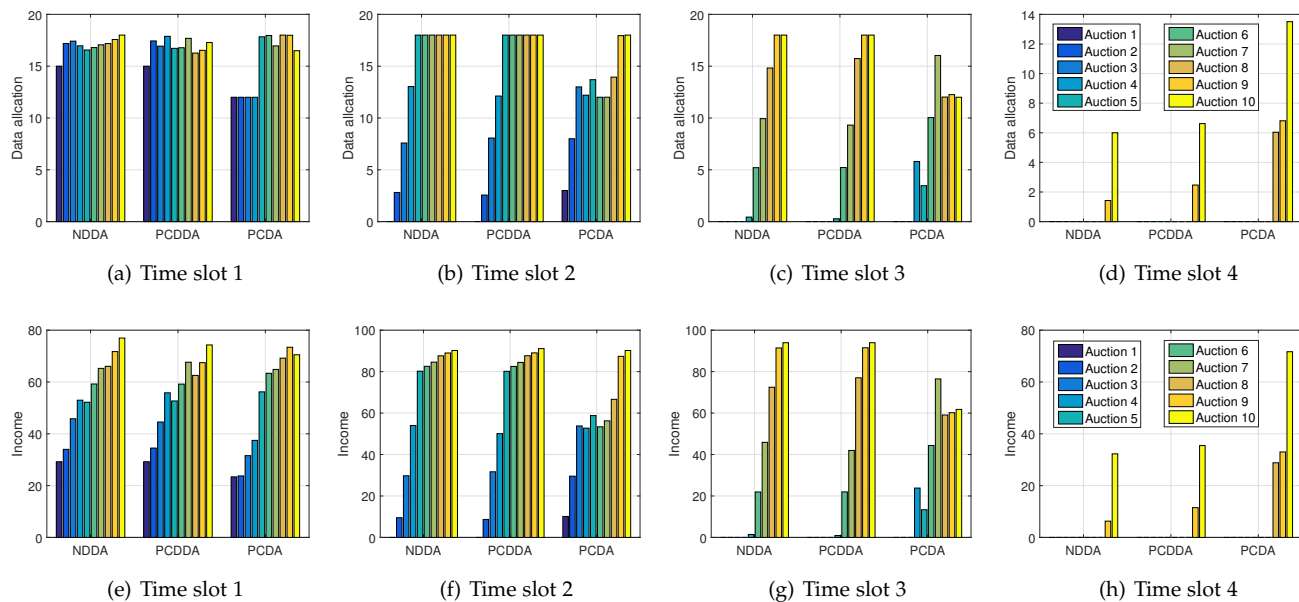 20
15
10
5
0
Data allcation
NDDA PCDDA PCDA
(a) Time slot 1
20
15
10
5
0
Data allcation
NDDA PCDDA PCDA
(b) Time slot 2
20
15
10
5
0
Data allcation
NDDA PCDDA PCDA
(c) Time slot 3
14
12
10
8
6
4
2
0
Data allcation
Auction 1 Auction 6
Auction 2 Auction 7
Auction 3 Auction 8
Auction 4 Auction 9
Auction 5 Auction 10
NDDA PCDDA PCDA
(d) Time slot 4
80
60
40
20
0
Income
NDDA PCDDA PCDA
(e) Time slot 1
100
80
60
40
20
0
Income
NDDA PCDDA PCDA
(f) Time slot 2
100
80
60
40
20
0
Income
NDDA PCDDA PCDA
(g) Time slot 3
80
60
40
20
0
Income
Auction 1 Auction 6
Auction 2 Auction 7
Auction 3 Auction 8
Auction 4 Auction 9
Auction 5 Auction 10
NDDA PCDDA PCDA
(h) Time slot 4